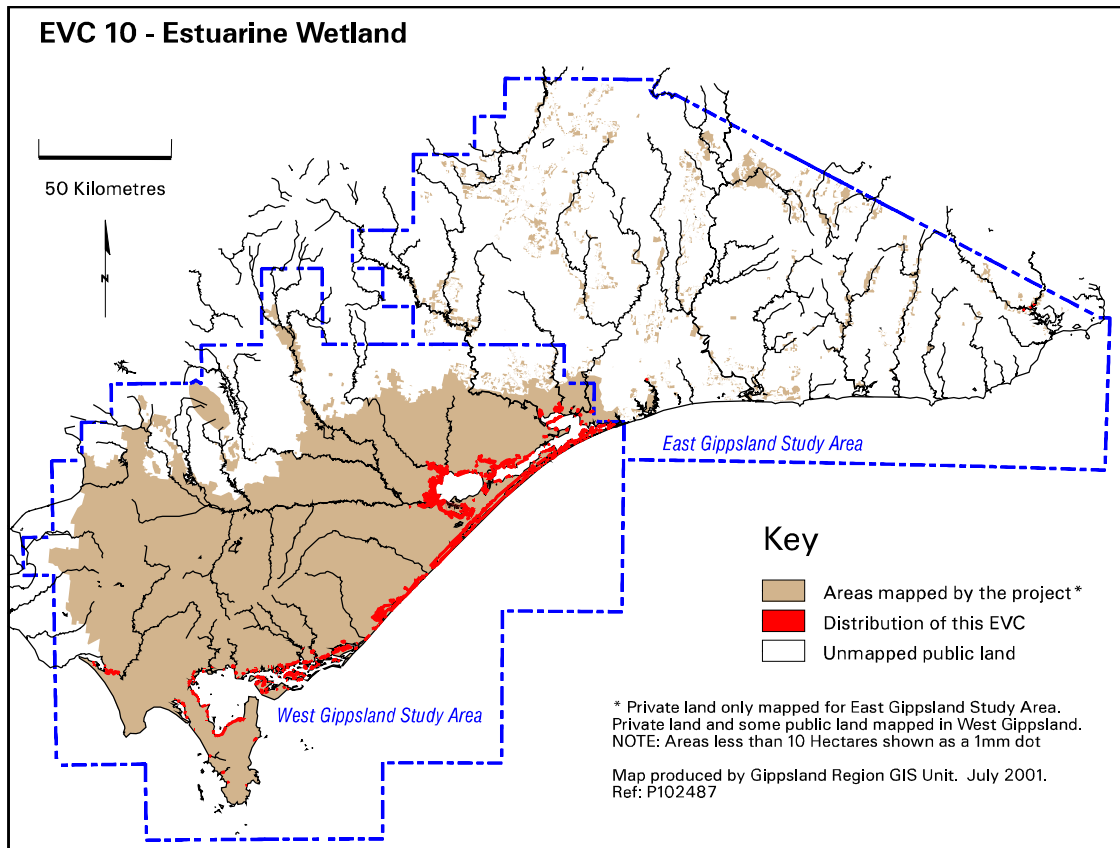 EVC 10 - Estuarine Wetland
50 Kilometres
N
East Gippsland Study Area
West Gippsland Study Area
Key
Areas mapped by the project *
Distribution of this EVC
Unmapped public land
* Private land only mapped for East Gippsland Study Area.
Private land and some public land mapped in West Gippsland.
NOTE: Areas less than 10 Hectares shown as a 1mm dot
Map produced by Gippsland Region GIS Unit. July 2001.
Ref: P102487